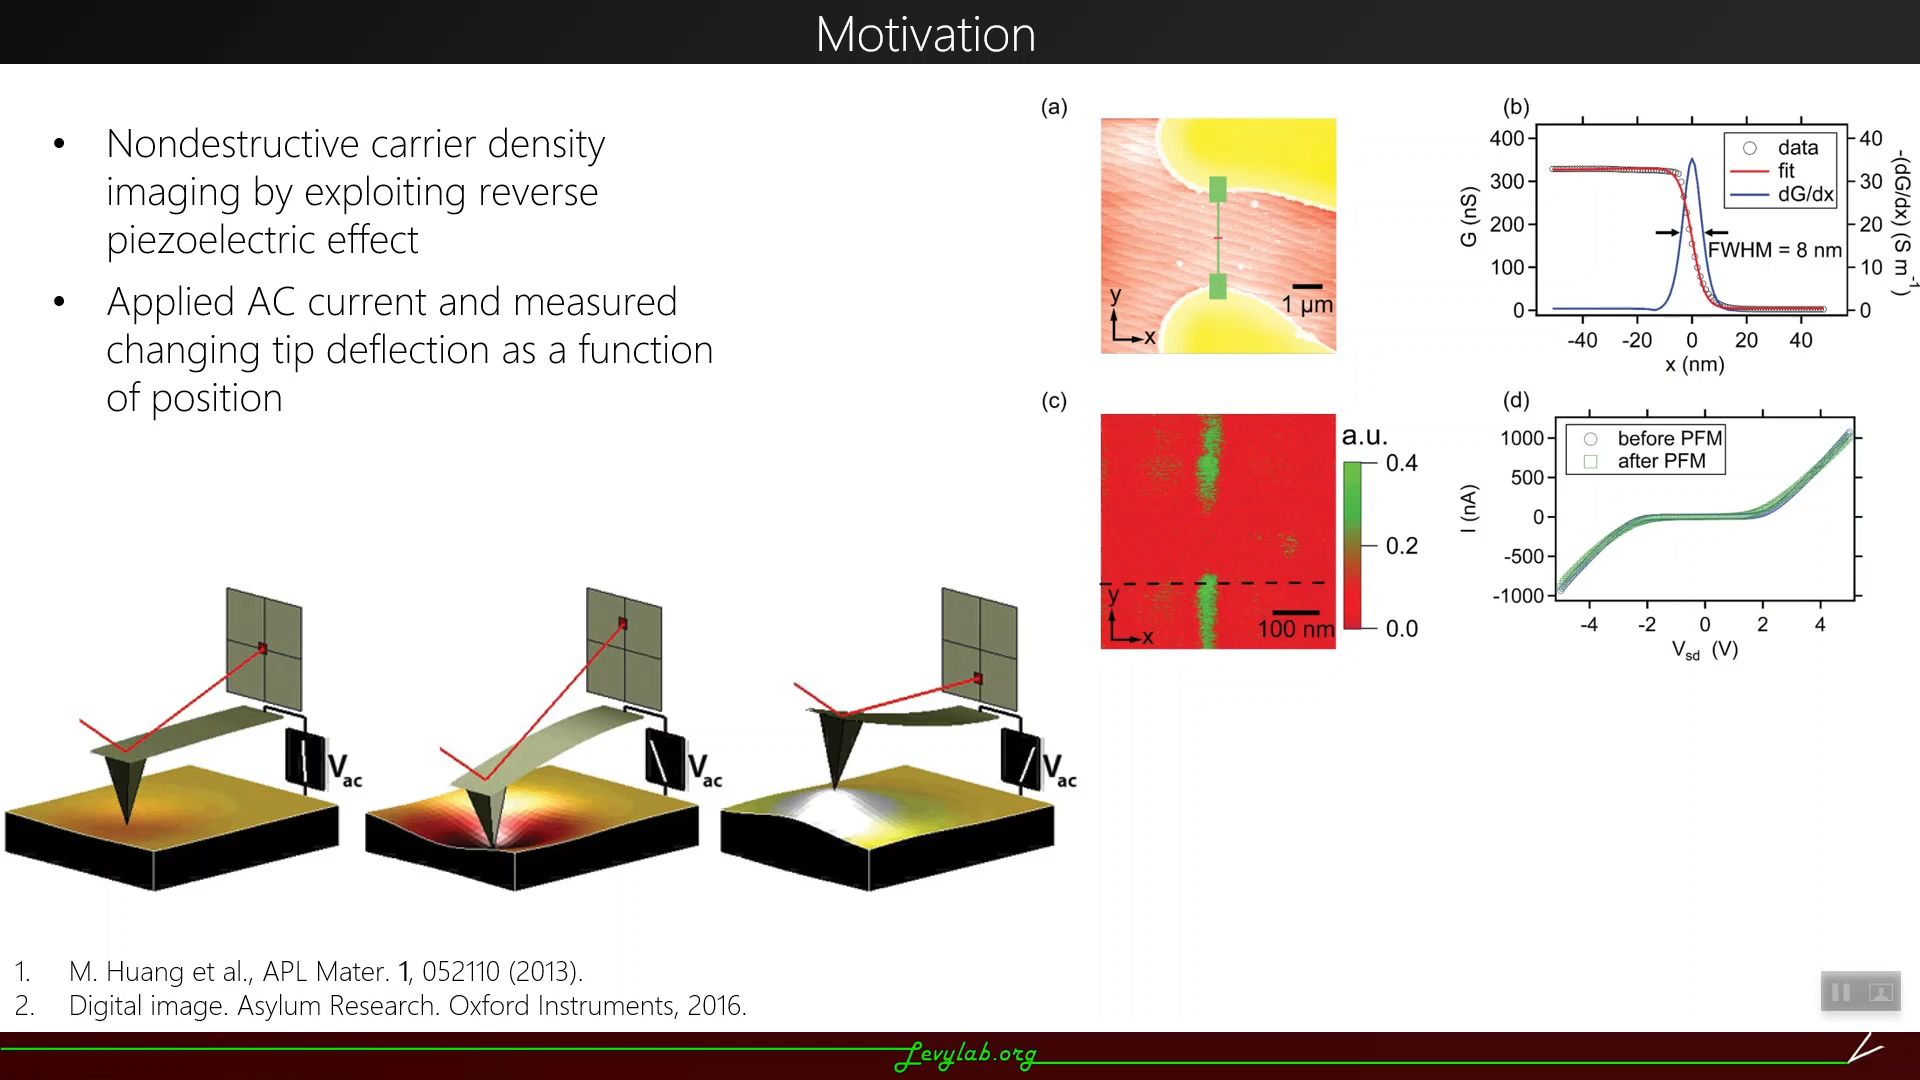 Motivation
• Nondestructive carrier density
imaging by exploiting reverse
piezoelectric effect
• Applied AC current and measured
changing tip deflection as a function
of position
(a)
1 µm
y
x
(b)
400
300
200
100
0
G (nS)
40
30
20
10
0
-(dG/dx) (S m⁻¹)
data
fit
dG/dx
FWHM = 8 nm
-40 -20 0 20 40
x (nm)
(c)
a.u.
0.4
0.2
0.0
y
x
100 nm
(d)
before PFM
after PFM
1000
500
0
-500
-1000
I (nA)
-4 -2 0 2 4
Vsd (V)
Vac
Vac
Vac
1. M. Huang et al., APL Mater. 1, 052110 (2013).
2. Digital image. Asylum Research. Oxford Instruments, 2016.
Levylab.org